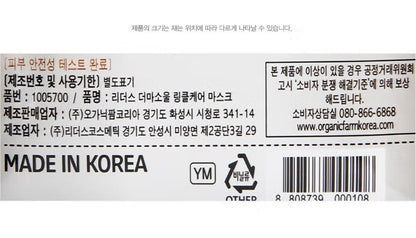 제품의 크기는 재는 위치에 따라 다르게 나타날 수 있습니다.
[피부 안전성 테스트 완료]
[제조번호 및 사용기한] 별도표기
품번 : 1005700 / 품명 : 리더스 더마소울 링클케어 마스크
제조판매업자 : (주)오가닉팜코리아 경기도 화성시 시청로 341-14
제조업자 : (주)리더스코스메틱 경기도 안성시 미양면 제2공단3길 29
본 제품에 이상이 있을 경우 공정거래위원회
고시 '소비자 분쟁 해결기준'에 의해 보상
해드립니다.
소비자상담실 080-866-6868
www.organicfarmkorea.com
MADE IN KOREA
YM
비닐류
OTHER
8 808739 000108